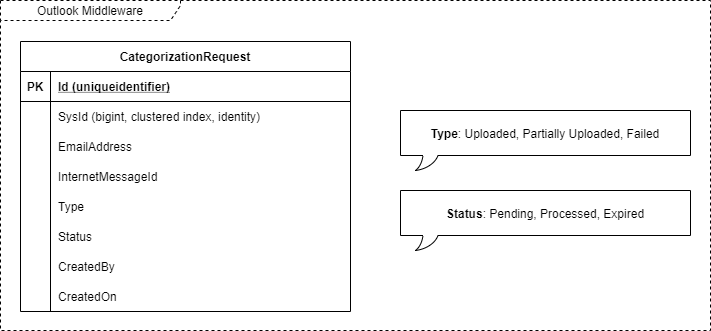 Outlook Middleware
CategorizationRequest
PK Id (uniqueidentifier)
SysId (bigint, clustered index, identity)
EmailAddress
InternetMessageId
Type
Status
CreatedBy
CreatedOn
Type: Uploaded, Partially Uploaded, Failed
Status: Pending, Processed, Expired